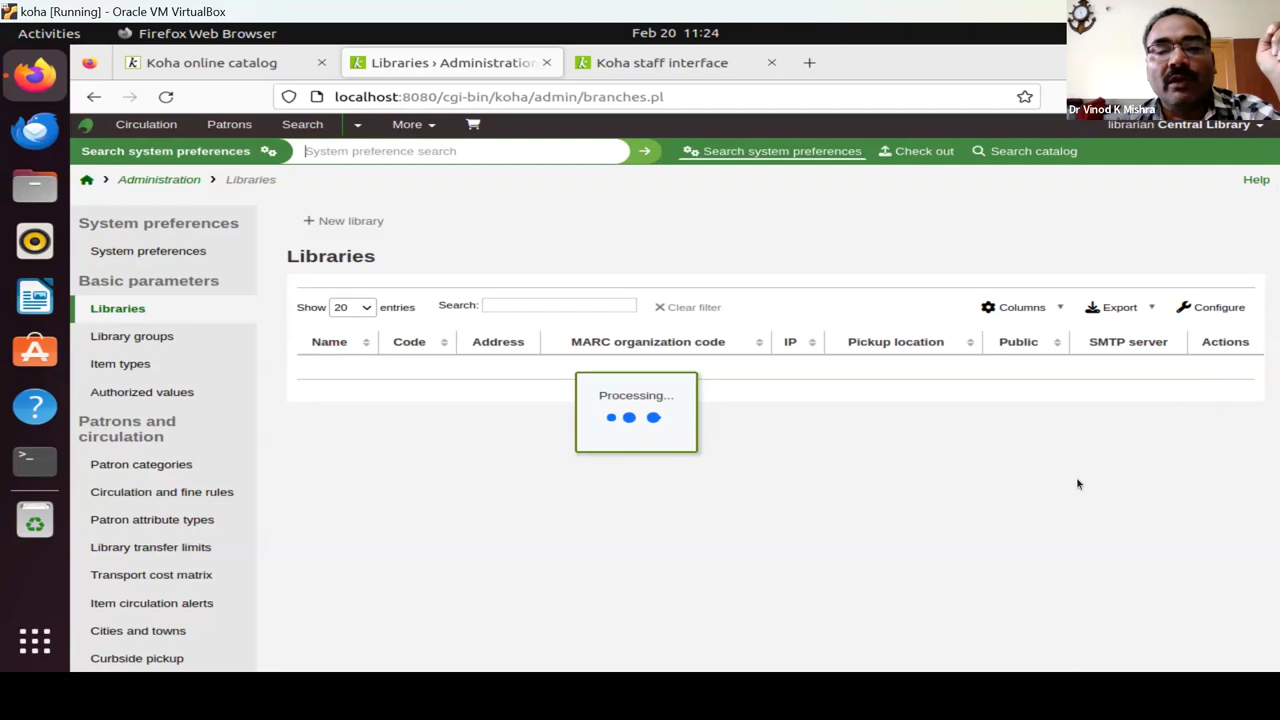 koha [Running] - Oracle VM VirtualBox
Activities Firefox Web Browser Feb 20 11:24
Koha online catalog × Libraries › Administration × Koha staff interface × +
localhost:8080/cgi-bin/koha/admin/branches.pl
Dr Vinod K Mishra
Circulation Patrons Search More librarian Central Library
Search system preferences System preference search Search system preferences Check out Search catalog
Administration Libraries Help
System preferences
System preferences
Basic parameters
Libraries
Library groups
Item types
Authorized values
Patrons and
circulation
Patron categories
Circulation and fine rules
Patron attribute types
Library transfer limits
Transport cost matrix
Item circulation alerts
Cities and towns
Curbside pickup
+ New library
Libraries
Show 20 entries Search: × Clear filter Columns Export Configure
Name Code Address MARC organization code IP Pickup location Public SMTP server Actions
Processing...